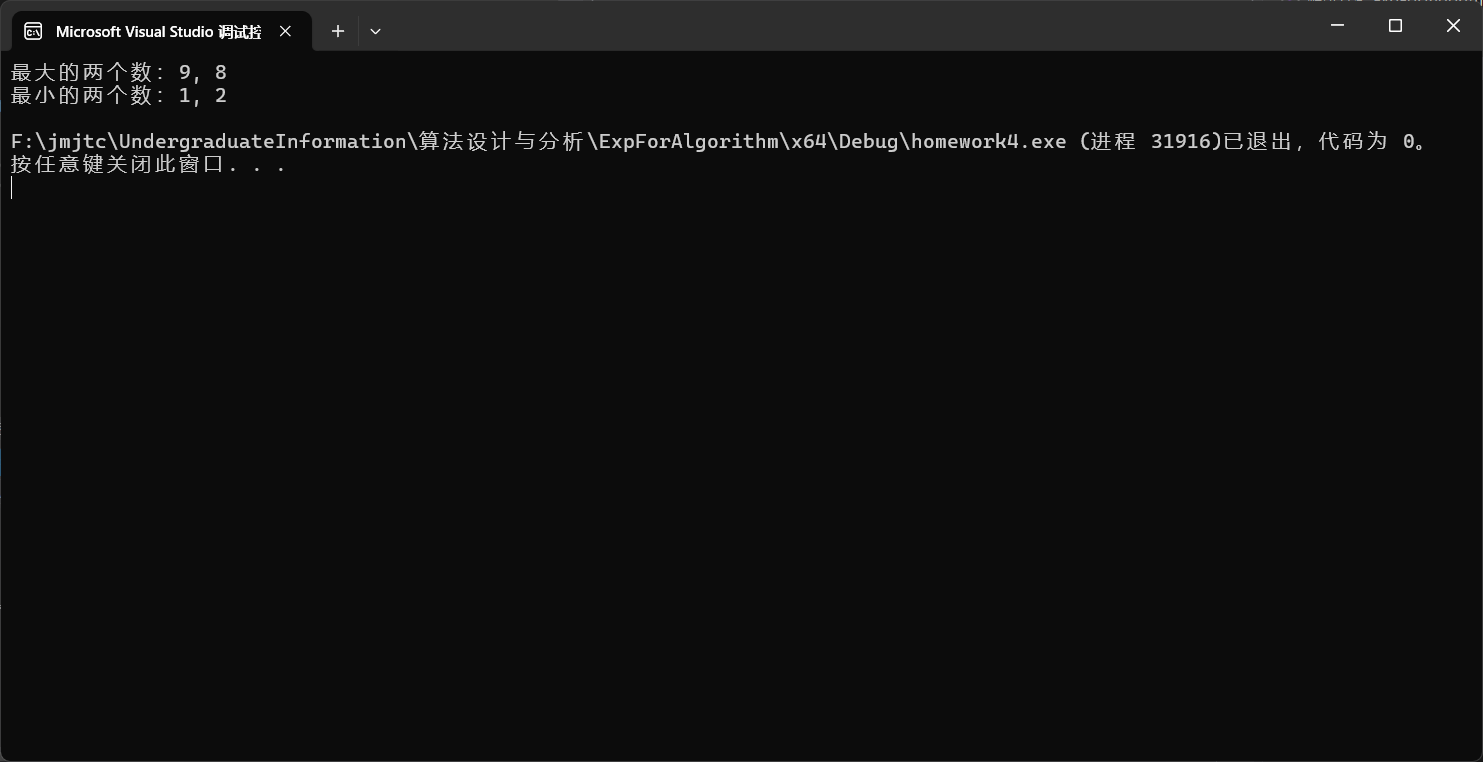 Microsoft Visual Studio 调试控
最大的两个数: 9, 8
最小的两个数: 1, 2
F:\jmjtc\UndergraduateInformation\算法设计与分析\ExpForAlgorithm\x64\Debug\homework4.exe (进程 31916)已退出，代码为 0。
按任意键关闭此窗口. . .